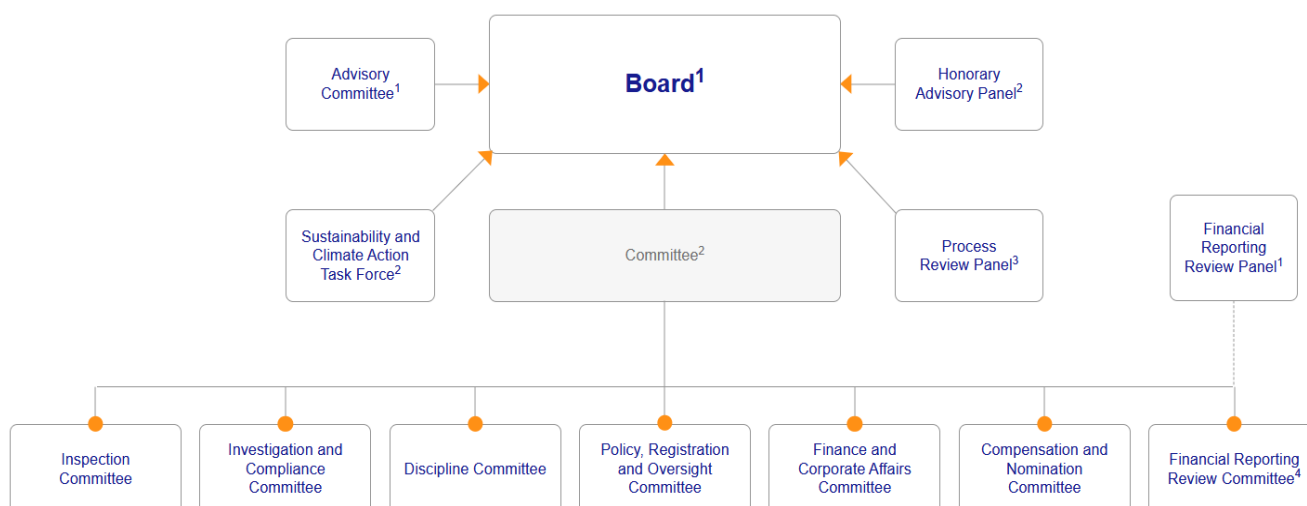 Board¹
Advisory
Committee¹
Honorary
Advisory Panel²
Sustainability and
Climate Action
Task Force²
Committee²
Process
Review Panel³
Financial
Reporting
Review Panel¹
Inspection
Committee
Investigation and
Compliance
Committee
Discipline Committee
Policy, Registration
and Oversight
Committee
Finance and
Corporate Affairs
Committee
Compensation and
Nomination
Committee
Financial Reporting
Review Committee⁴